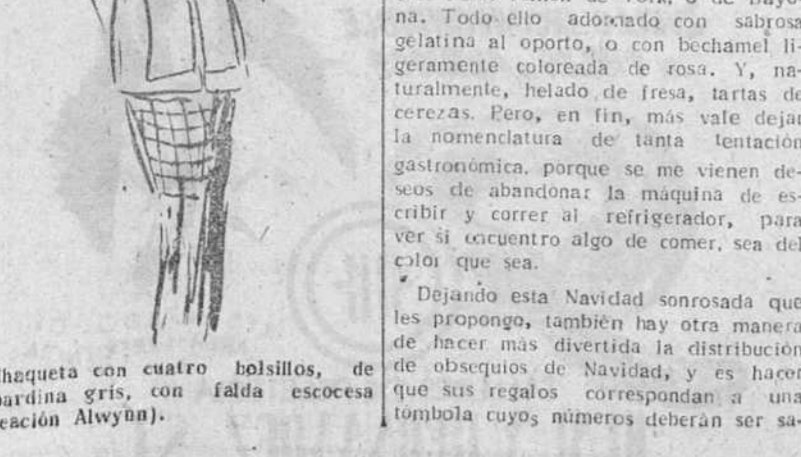 haqueta con cuatro bolsillos, de
ardina gris, con falda escocesa
eación Alwynn).
na. Todo ello adornado con sabrosa
gelatina al oporto, o con bechamel li-
geramente coloreada de rosa. Y, na-
turalmente, helado de fresa, tartas de
cerezas. Pero, en fin, más vale dejar
la nomenclatura de tanta tentación
gastronómica, porque se me vienen de-
seos de abandonar la máquina de es-
cribir y correr al refrigerador, para
ver si encuentro algo de comer, sea del
color que sea.
Dejando esta Navidad sonrosada que
les propongo, también hay otra manera
de hacer más divertida la distribución
de obsequios de Navidad, y es hacer
que sus regalos correspondan a una
tómbola cuyos números deberán ser sa-